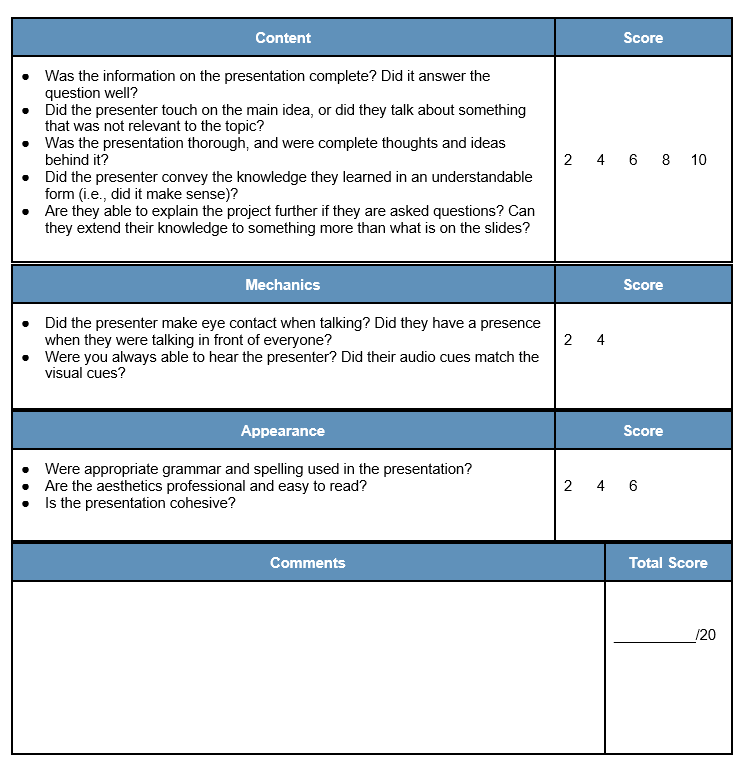 Content Score
● Was the information on the presentation complete? Did it answer the
question well?
● Did the presenter touch on the main idea, or did they talk about something
that was not relevant to the topic?
● Was the presentation thorough, and were complete thoughts and ideas
behind it?
● Did the presenter convey the knowledge they learned in an understandable
form (i.e., did it make sense)?
● Are they able to explain the project further if they are asked questions? Can
they extend their knowledge to something more than what is on the slides?
2 4 6 8 10
Mechanics Score
● Did the presenter make eye contact when talking? Did they have a presence
when they were talking in front of everyone?
● Were you always able to hear the presenter? Did their audio cues match the
visual cues?
2 4
Appearance Score
● Were appropriate grammar and spelling used in the presentation?
● Are the aesthetics professional and easy to read?
● Is the presentation cohesive?
2 4 6
Comments Total Score
__________/20